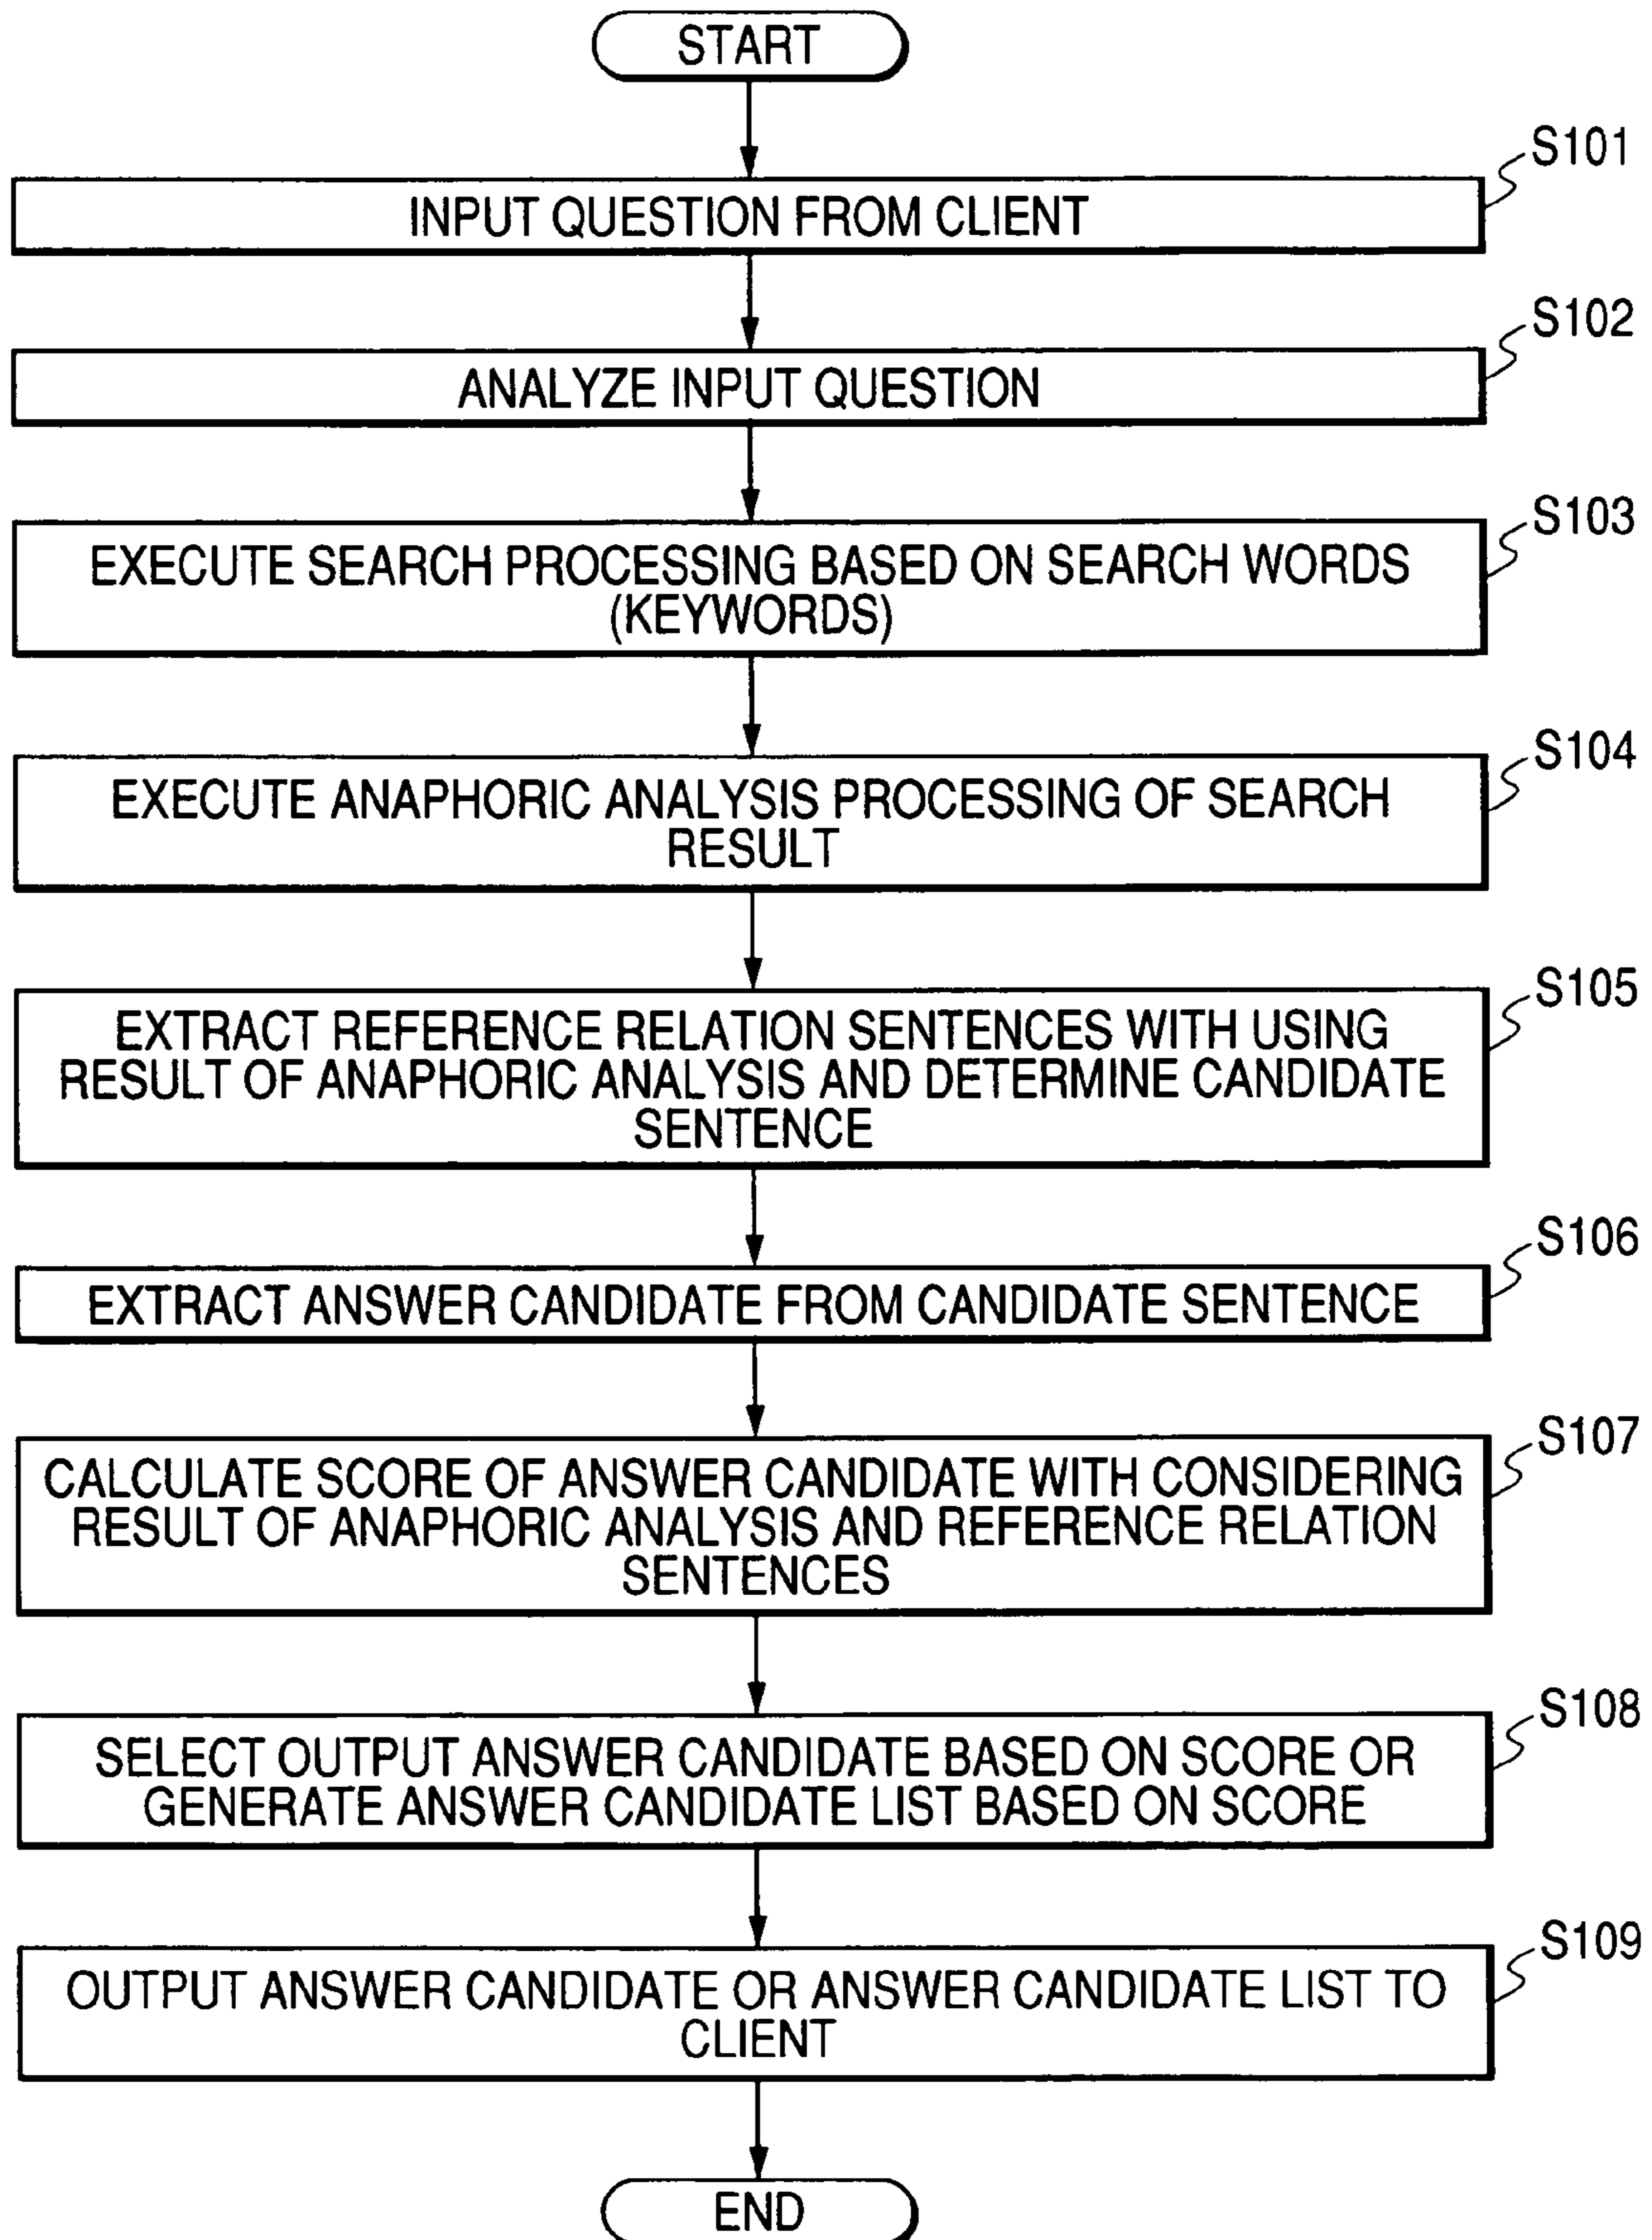 START
S101
INPUT QUESTION FROM CLIENT
S102
ANALYZE INPUT QUESTION
S103
EXECUTE SEARCH PROCESSING BASED ON SEARCH WORDS
(KEYWORDS)
S104
EXECUTE ANAPHORIC ANALYSIS PROCESSING OF SEARCH
RESULT
S105
EXTRACT REFERENCE RELATION SENTENCES WITH USING
RESULT OF ANAPHORIC ANALYSIS AND DETERMINE CANDIDATE
SENTENCE
S106
EXTRACT ANSWER CANDIDATE FROM CANDIDATE SENTENCE
S107
CALCULATE SCORE OF ANSWER CANDIDATE WITH CONSIDERING
RESULT OF ANAPHORIC ANALYSIS AND REFERENCE RELATION
SENTENCES
S108
SELECT OUTPUT ANSWER CANDIDATE BASED ON SCORE OR
GENERATE ANSWER CANDIDATE LIST BASED ON SCORE
S109
OUTPUT ANSWER CANDIDATE OR ANSWER CANDIDATE LIST TO
CLIENT
END